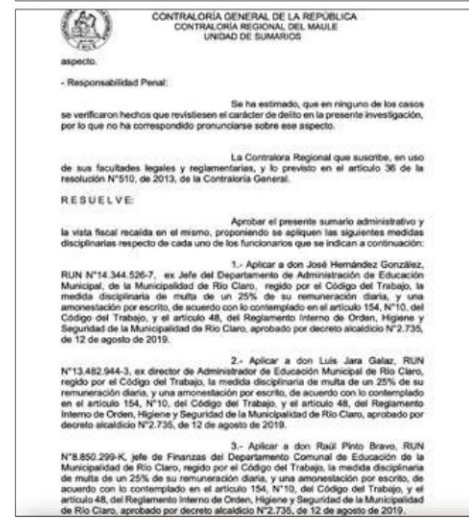 CONTRALORÍA GENERAL DE LA REPÚBLICA
CONTRALORÍA REGIONAL DEL MAULE
UNIDAD DE SUMARIOS
aspecto.
- Responsabilidad Penal:
Se ha estimado, que en ninguno de los casos
se verificaron hechos que revistiesen el carácter de delito en la presente investigación,
por lo que no ha correspondido pronunciarse sobre ese aspecto.
La Contralora Regional que suscribe, en uso
de sus facultades legales y reglamentarias, y lo previsto en el artículo 36 de la
resolución N°510, de 2013, de la Contraloría General.
R E S U E L V E:
Aprobar el presente sumario administrativo y
la vista fiscal recaída en el mismo, proponiendo se apliquen las siguientes medidas
disciplinarias respecto de cada uno de los funcionarios que se indican a continuación:
1.- Aplicar a don José Hernández González,
RUN N°14.344.526-7, ex Jefe del Departamento de Administración de Educación
Municipal, de la Municipalidad de Río Claro, regido por el Código del Trabajo, la
medida disciplinaria de multa de un 25% de su remuneración diaria, y una
amonestación por escrito, de acuerdo con lo contemplado en el artículo 154, N°10, del
Código del Trabajo, y el artículo 48, del Reglamento Interno de Orden, Higiene y
Seguridad de la Municipalidad de Río Claro, aprobado por decreto alcaldicio N°2.735,
de 12 de agosto de 2019.
2.- Aplicar a don Luis Jara Galaz, RUN
N°13.482.944-3, ex director de Administrador de Educación Municipal de Río Claro,
regido por el Código del Trabajo, la medida disciplinaria de multa de un 25% de su
remuneración diaria, y una amonestación por escrito, de acuerdo con lo contemplado
en el artículo 154, N°10, del Código del Trabajo, y el artículo 48, del Reglamento
Interno de Orden, Higiene y Seguridad de la Municipalidad de Río Claro, aprobado por
decreto alcaldicio N°2.735, de 12 de agosto de 2019.
3.- Aplicar a don Raúl Pinto Bravo, RUN
N°8.850.299-K, jefe de Finanzas del Departamento Comunal de Educación de la
Municipalidad de Río Claro, regido por el Código del Trabajo, la medida disciplinaria
de multa de un 25% de su remuneración diaria, y una amonestación por escrito, de
acuerdo con lo contemplado en el artículo 154, N°10, del Código del Trabajo, y el
artículo 48, del Reglamento Interno de Orden, Higiene y Seguridad de la Municipalidad
de Río Claro, aprobado por decreto alcaldicio N°2.735, de 12 de agosto de 2019.